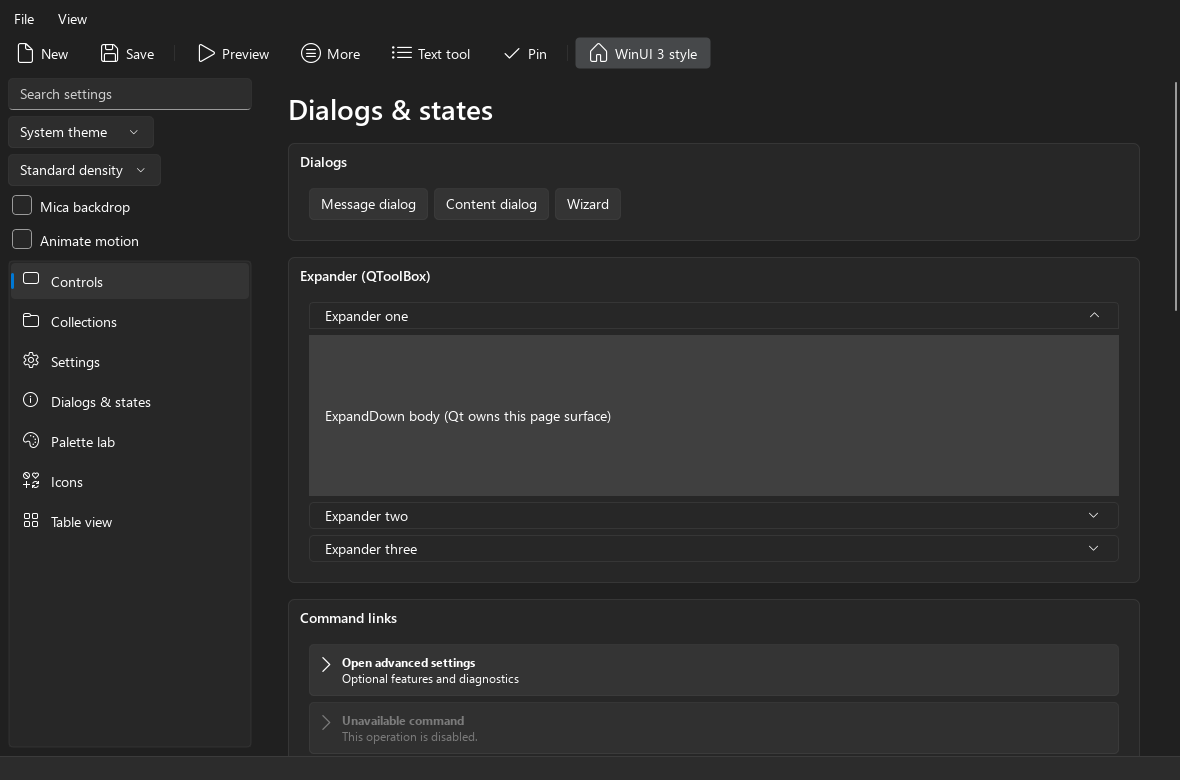 File View
New Save Preview More Text tool Pin WinUI 3 style
Search settings
System theme
Standard density
Mica backdrop
Animate motion
Controls
Collections
Settings
Dialogs & states
Palette lab
Icons
Table view
Dialogs & states
Dialogs
Message dialog Content dialog Wizard
Expander (QToolBox)
Expander one
ExpandDown body (Qt owns this page surface)
Expander two
Expander three
Command links
Open advanced settings
Optional features and diagnostics
Unavailable command
This operation is disabled.